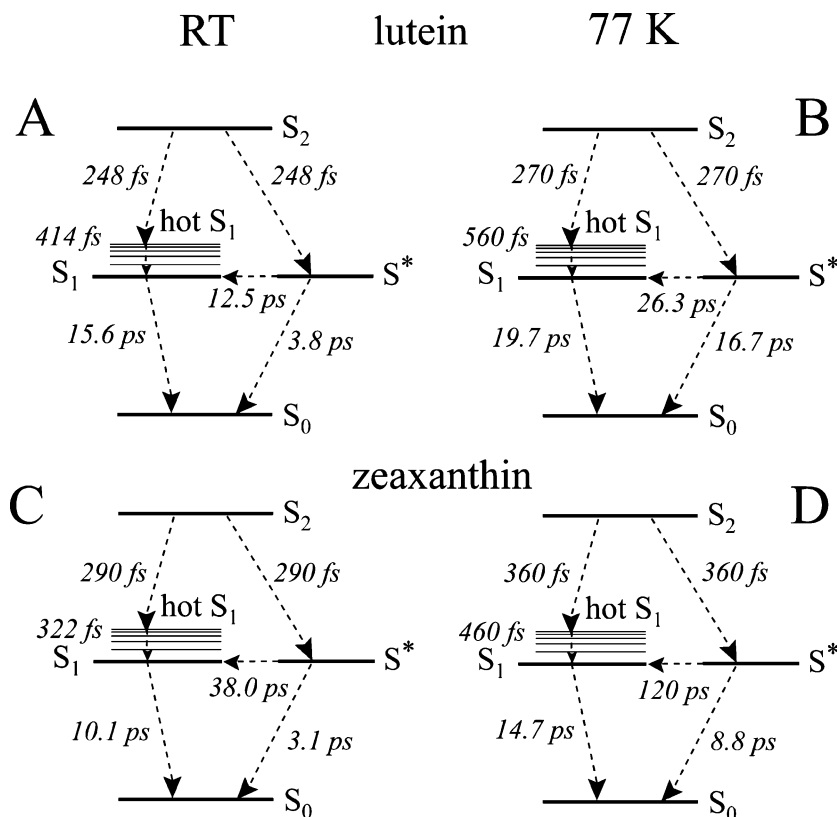 RT lutein 77 K
A
S2
248 fs 248 fs
414 fs hot S1
S1 S*
12.5 ps
15.6 ps 3.8 ps
S0
B
S2
270 fs 270 fs
560 fs hot S1
S1 S*
26.3 ps
19.7 ps 16.7 ps
S0
zeaxanthin
C
S2
290 fs 290 fs
322 fs hot S1
S1 S*
38.0 ps
10.1 ps 3.1 ps
S0
D
S2
360 fs 360 fs
460 fs hot S1
S1 S*
120 ps
14.7 ps 8.8 ps
S0